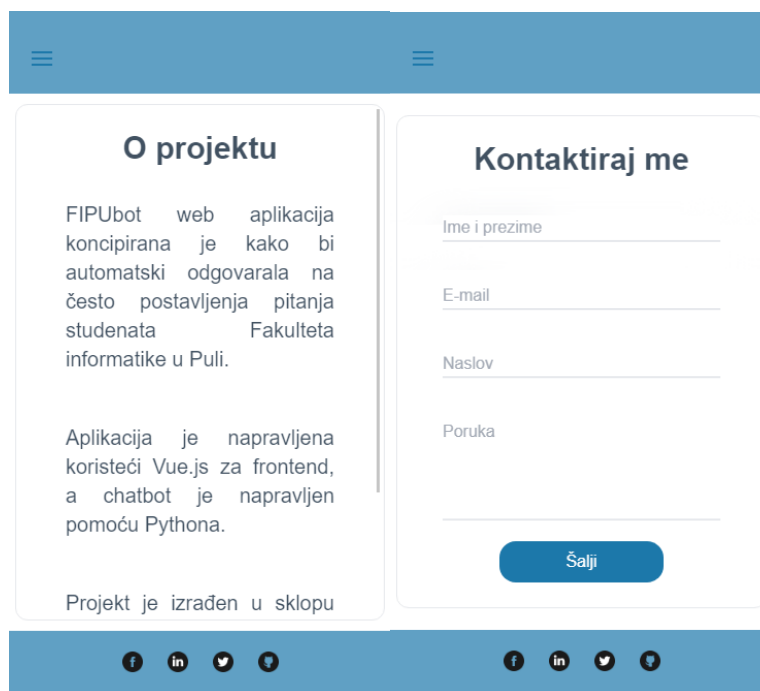 O projektu
FIPUbot web aplikacija
koncipirana je kako bi
automatski odgovarala na
često postavljenja pitanja
studenata Fakulteta
informatike u Puli.
Aplikacija je napravljena
koristeći Vue.js za frontend,
a chatbot je napravljen
pomoću Pythona.
Projekt je izrađen u sklopu
Kontaktiraj me
Ime i prezime
E-mail
Naslov
Poruka
Šalji